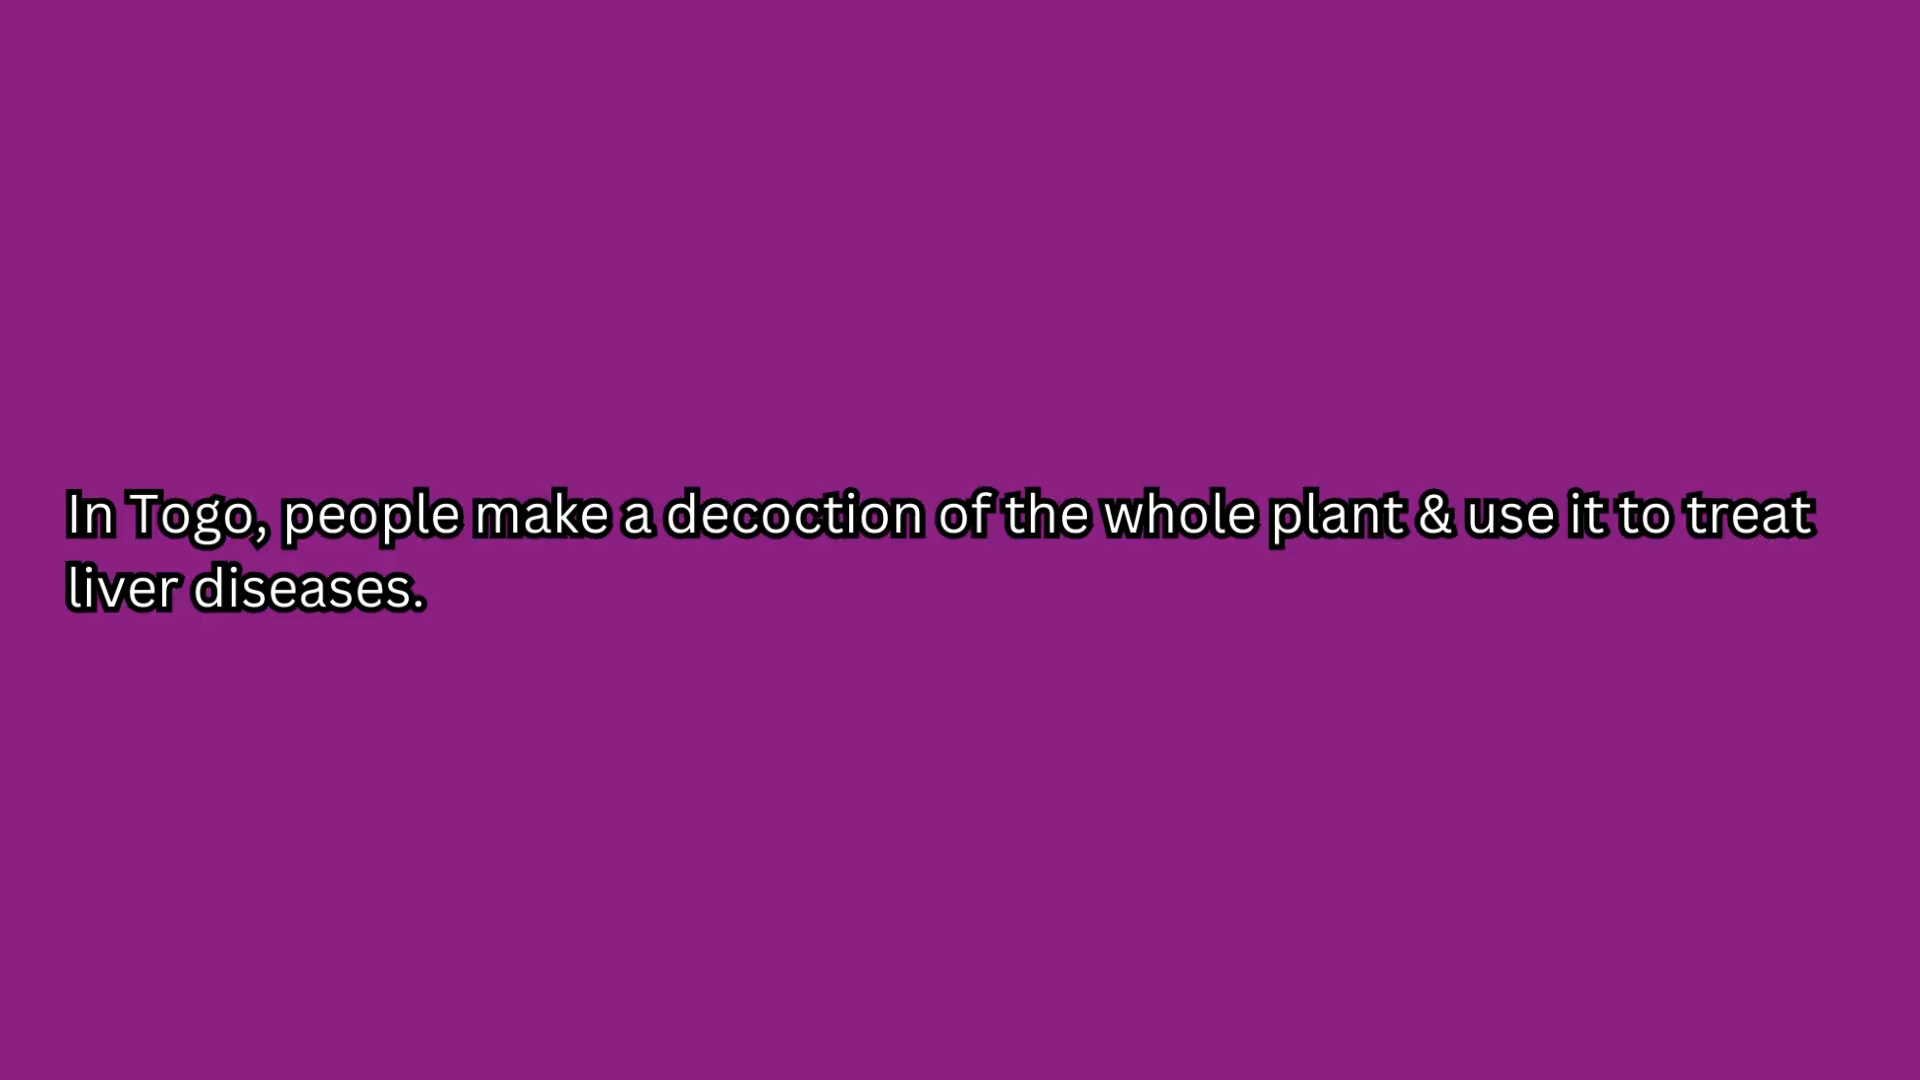 In Togo, people make a decoction of the whole plant & use it to treat
liver diseases.